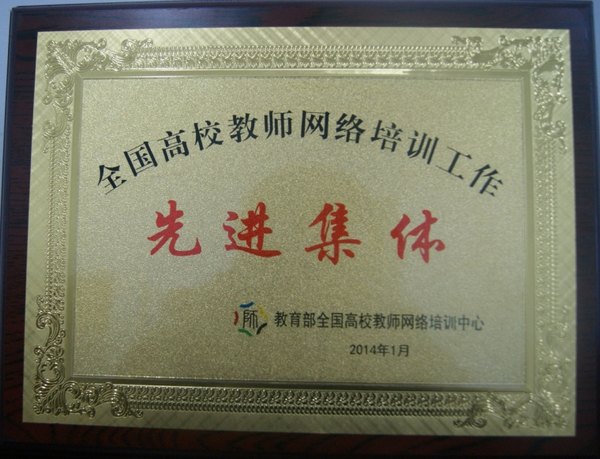 全国高校教师网络培训工作
先进集体
师 教育部全国高校教师网络培训中心
2014年1月